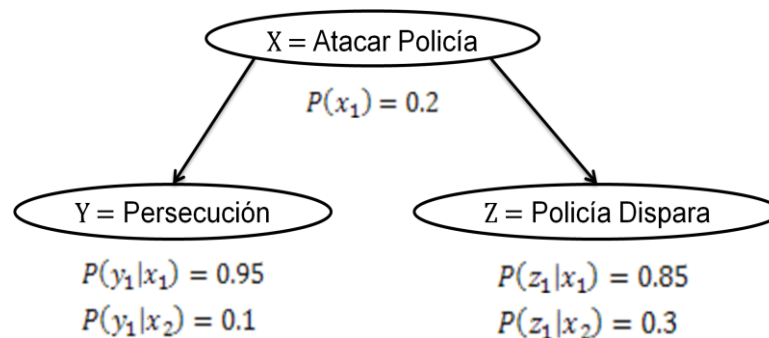 X = Atacar Policía
P(x₁) = 0.2
Y = Persecución
Z = Policía Dispara
P(y₁|x₁) = 0.95
P(y₁|x₂) = 0.1
P(z₁|x₁) = 0.85
P(z₁|x₂) = 0.3